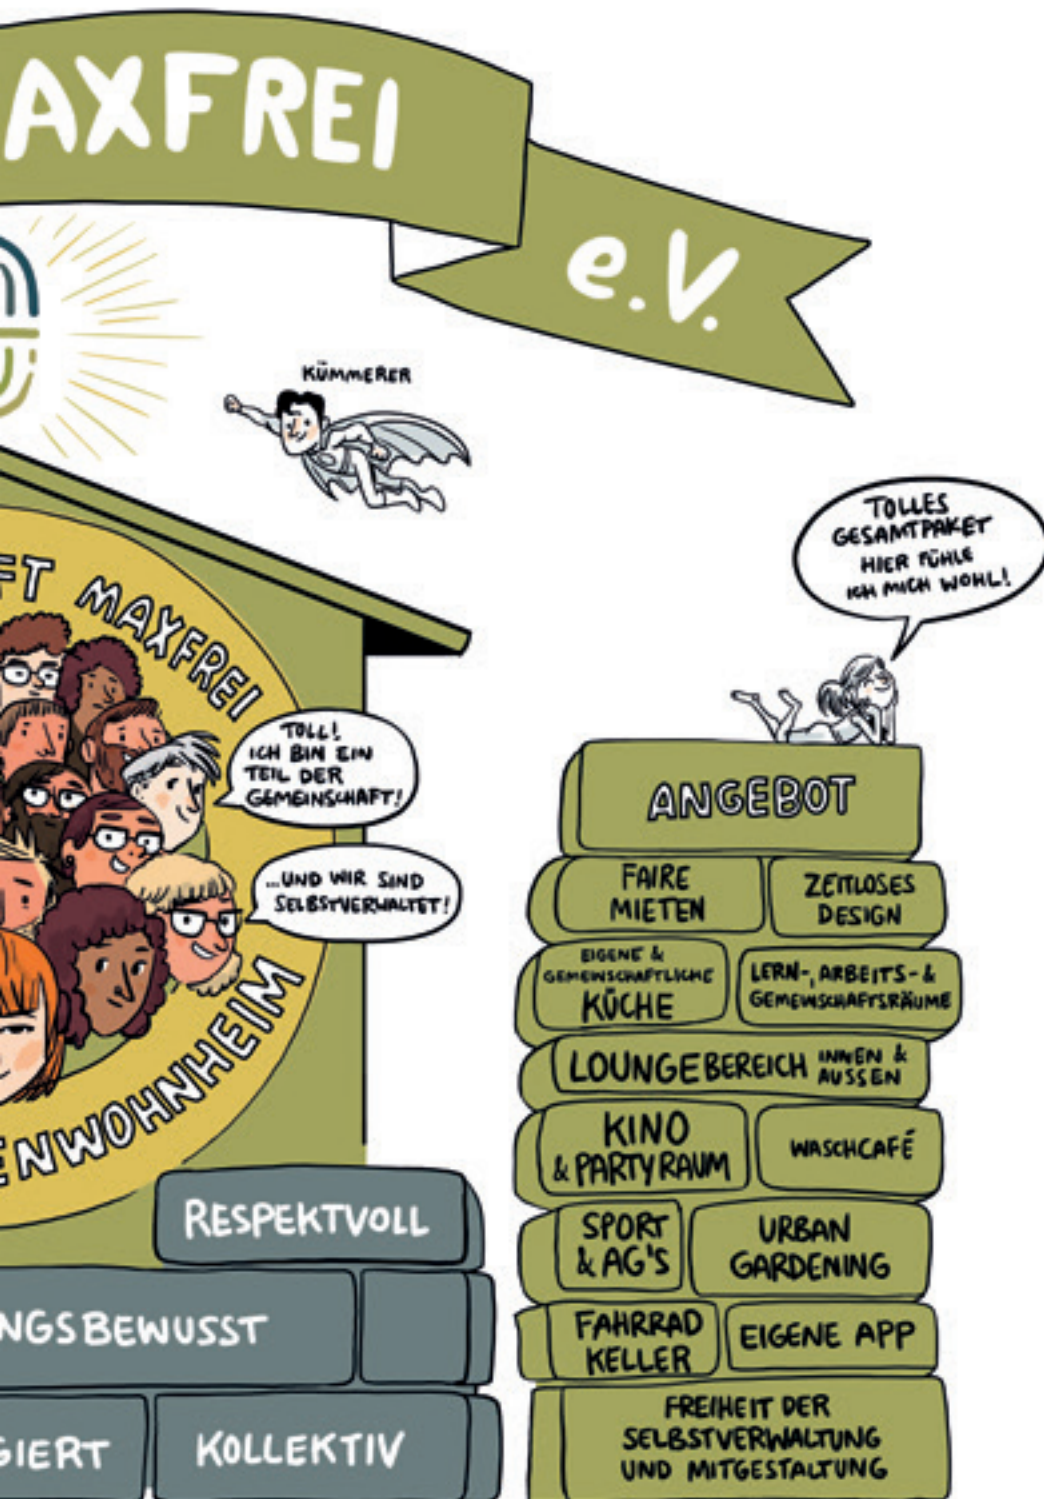 AXFREI
e.V.
KÜMMERER
TOLLES
GESAMTPAKET
HIER FÜHLE
ICH MICH WOHL!
FT MAXFREI
TOLL!
ICH BIN EIN
TEIL DER
GEMEINSCHAFT!
...UND WIR SIND
SELBSTVERWALTET!
ENWOHNHEIM
RESPEKTVOLL
NGSBEWUSST
GIERT
KOLLEKTIV
ANGEBOT
FAIRE
MIETEN
ZEITLOSES
DESIGN
EIGENE &
GEMEINSCHAFTLICHE
KÜCHE
LERN-, ARBEITS- &
GEMEINSCHAFTSRÄUME
LOUNGEBEREICH INNEN &
AUSSEN
KINO
& PARTYRAUM
WASCHCAFÉ
SPORT
& AG'S
URBAN
GARDENING
FAHRRAD
KELLER
EIGENE APP
FREIHEIT DER
SELBSTVERWALTUNG
UND MITGESTALTUNG